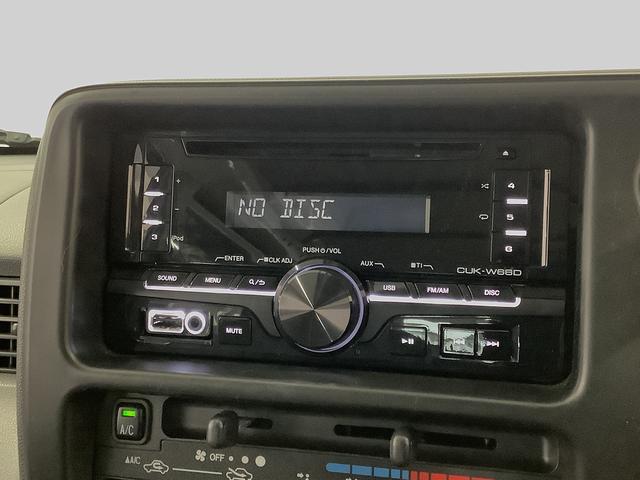 1
2
3
iPod
NO DISC
4
5
6
ENTER
CLK ADJ
PUSH ⏻/VOL
AUX
TI
CUK-W66D
SOUND
MENU
USB
FM/AM
DISC
MUTE
A/C
A/C
OFF